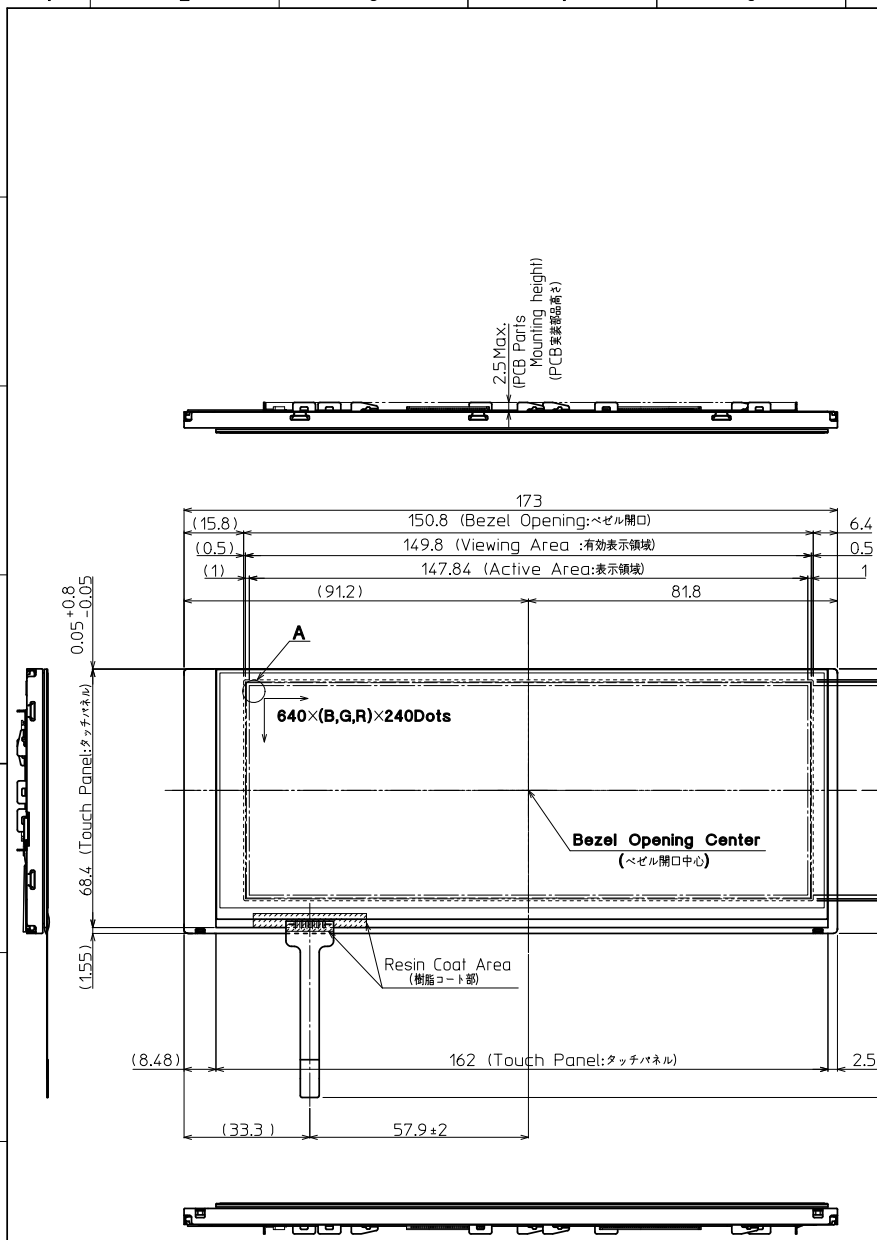 2.5Max.
(PCB Parts
Mounting height)
(PCB実装部品高さ)
173
(15.8)
150.8 (Bezel Opening:ベゼル開口)
6.4
(0.5)
149.8 (Viewing Area :有効表示領域)
0.5
(1)
147.84 (Active Area:表示領域)
1
(91.2)
81.8
0.05 +0.8
-0.05
A
640×(B,G,R)×240Dots
68.4 (Touch Panel:タッチパネル)
Bezel Opening Center
(ベゼル開口中心)
(1.55)
Resin Coat Area
(樹脂コート部)
(8.48)
162 (Touch Panel:タッチパネル)
2.5
(33.3 )
57.9±2